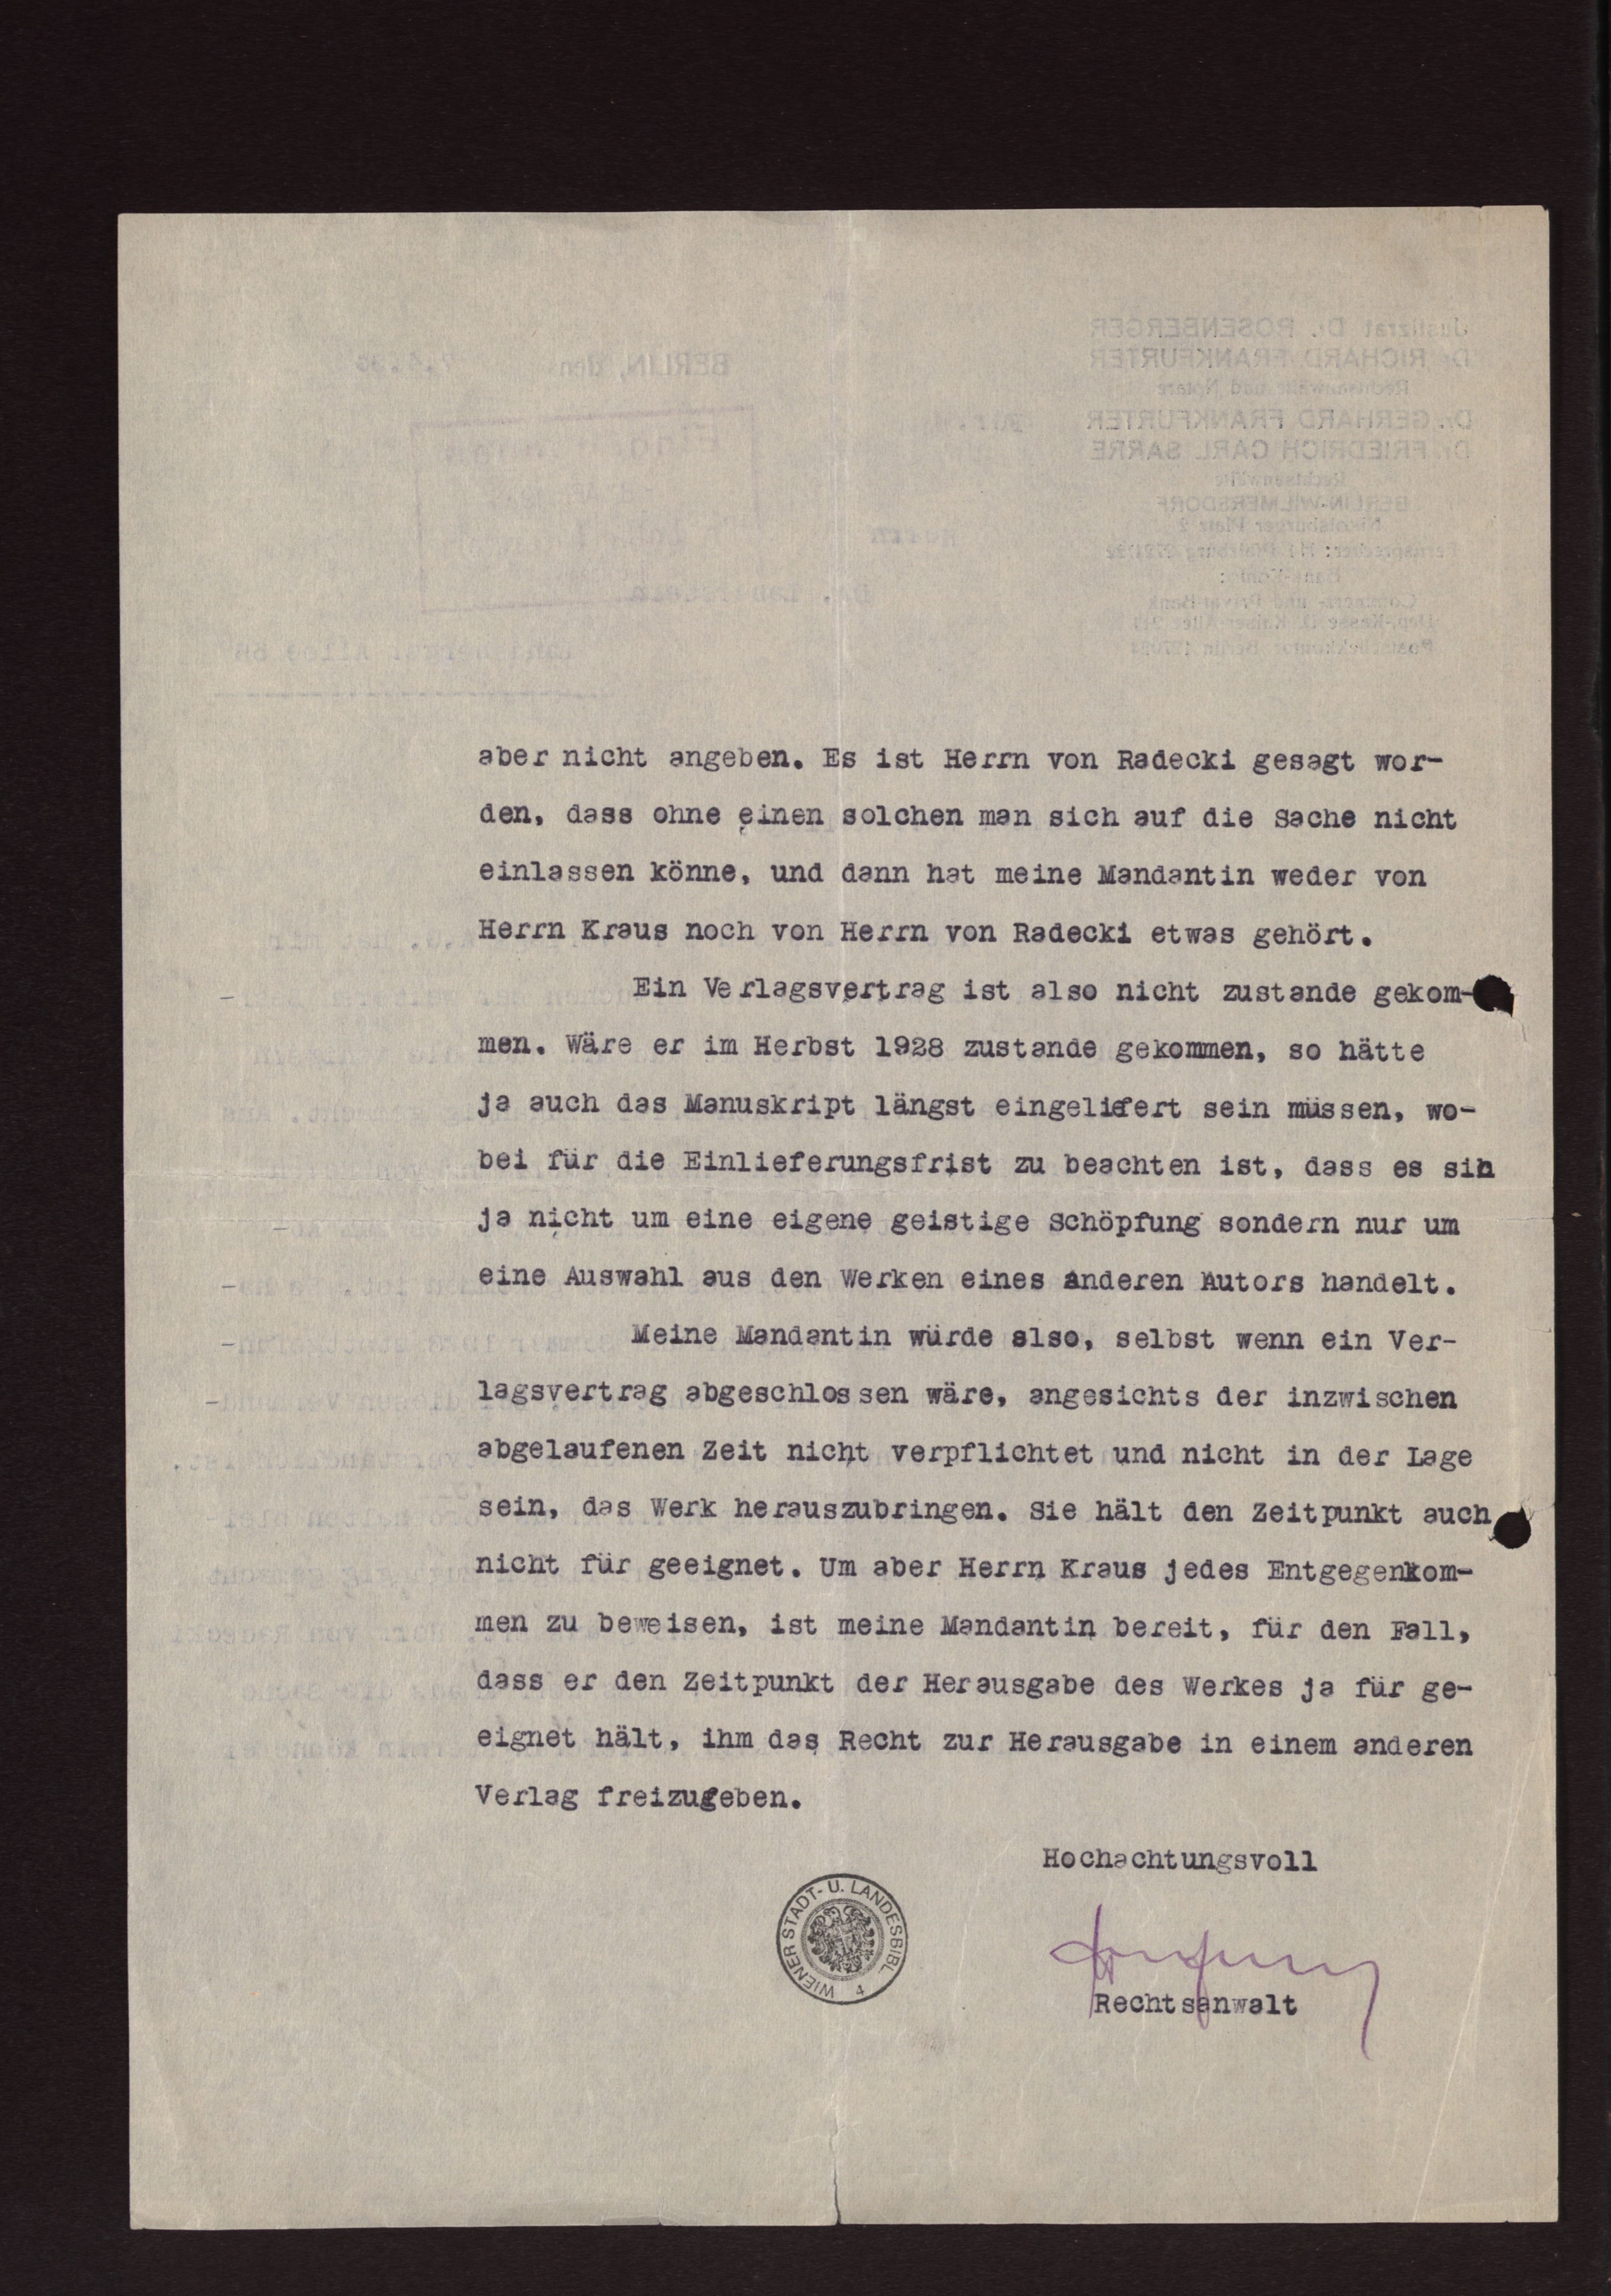 aber nicht angeben. Es ist Herrn von Radecki gesagt wor-
den, dass ohne einen solchen man sich auf die Sache nicht
einlassen könne, und dann hat meine Mandantin weder von
Herrn Kraus noch von Herrn von Radecki etwas gehört.
Ein Verlagsvertrag ist also nicht zustande gekom-
men. Wäre er im Herbst 1928 zustande gekommen, so hätte
ja auch das Manuskript längst eingeliefert sein müssen, wo-
bei für die Einlieferungsfrist zu beachten ist, dass es sih
ja nicht um eine eigene geistige Schöpfung sondern nur um
eine Auswahl aus den Werken eines anderen Autors handelt.
Meine Mandantin würde also, selbst wenn ein Ver-
lagsvertrag abgeschlossen wäre, angesichts der inzwischen
abgelaufenen Zeit nicht verpflichtet und nicht in der Lage
sein, das Werk herauszubringen. Sie hält den Zeitpunkt auch
nicht für geeignet. Um aber Herrn Kraus jedes Entgegenkom-
men zu beweisen, ist meine Mandantin bereit, für den Fall,
dass er den Zeitpunkt der Herausgabe des Werkes ja für ge-
eignet hält, ihm das Recht zur Herausgabe in einem anderen
Verlag freizugeben.
Hochachtungsvoll
Rechtsanwalt
WIENER STADT- U. LANDESBIBL. 4